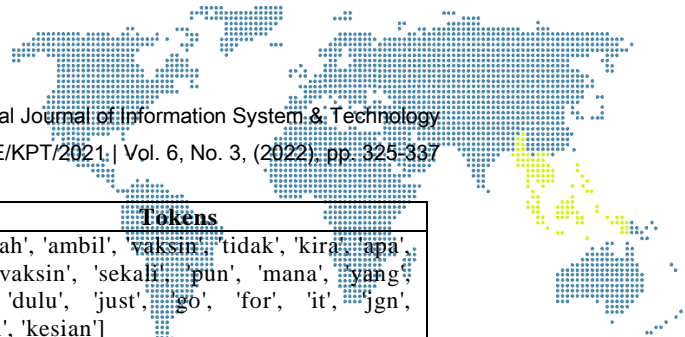 al Journal of Information System & Technology
E/KPT/2021 | Vol. 6, No. 3, (2022), pp. 325-337
Tokens
ah', 'ambil', 'vaksin', 'tidak', 'kira', 'apa',
vaksin', 'sekali', 'pun', 'mana', 'yang',
'dulu', 'just', 'go', 'for', 'it', 'jgn',
', 'kesian']